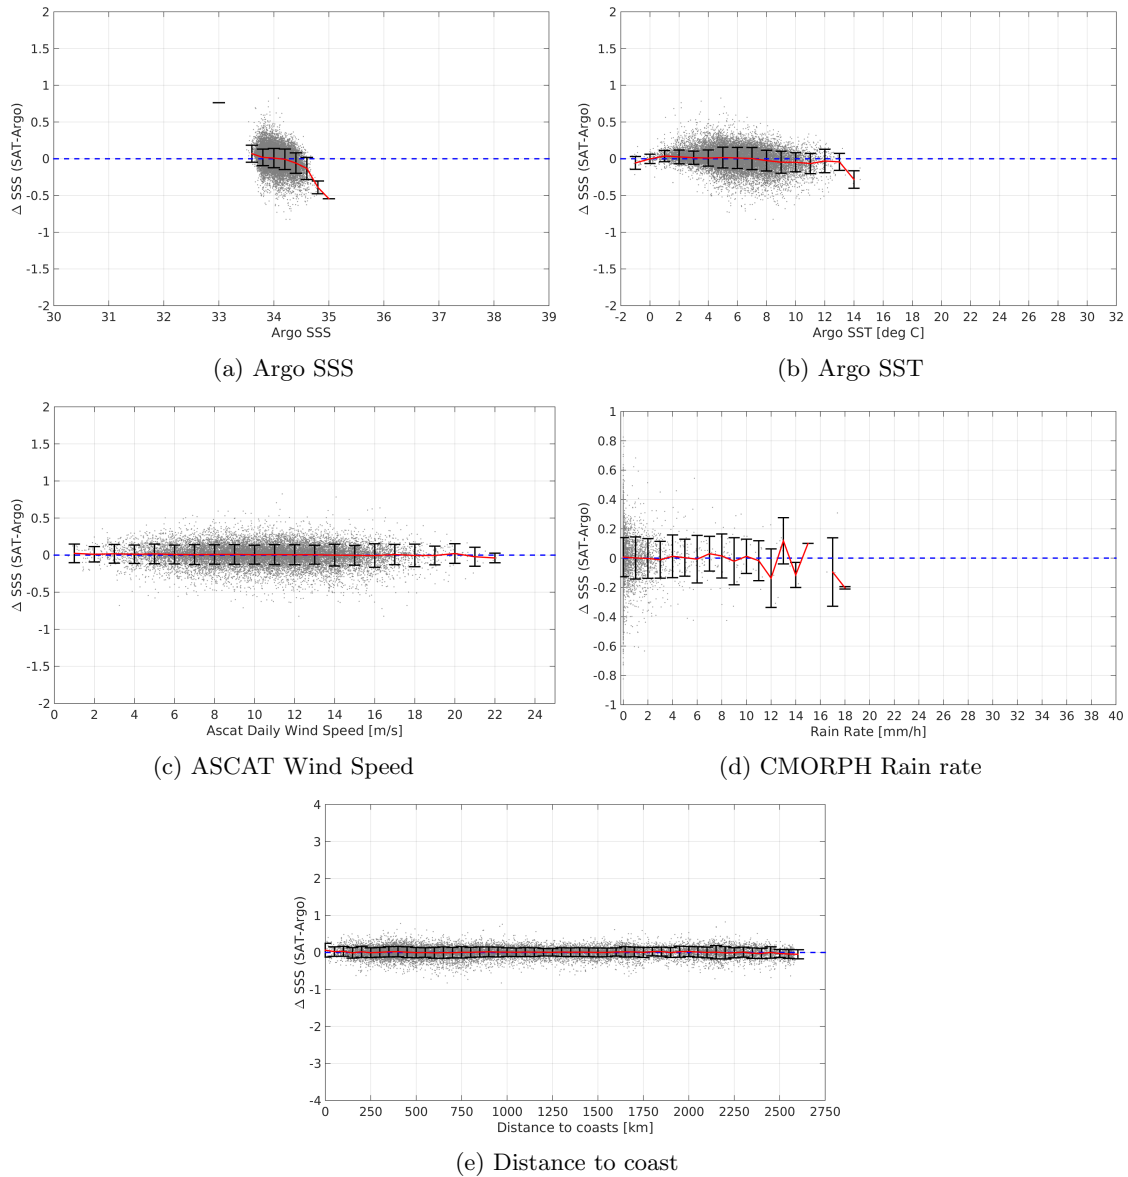 2
1.5
1
0.5
0
-0.5
-1
-1.5
-2
Δ SSS (SAT-Argo)
30 31 32 33 34 35 36 37 38 39
Argo SSS
(a) Argo SSS
2
1.5
1
0.5
0
-0.5
-1
-1.5
-2
Δ SSS (SAT-Argo)
-2 0 2 4 6 8 10 12 14 16 18 20 22 24 26 28 30 32
Argo SST [deg C]
(b) Argo SST
2
1.5
1
0.5
0
-0.5
-1
-1.5
-2
Δ SSS (SAT-Argo)
0 2 4 6 8 10 12 14 16 18 20 22 24
Ascat Daily Wind Speed [m/s]
(c) ASCAT Wind Speed
1
0.8
0.6
0.4
0.2
0
-0.2
-0.4
-0.6
-0.8
-1
Δ SSS (SAT-Argo)
0 2 4 6 8 10 12 14 16 18 20 22 24 26 28 30 32 34 36 38 40
Rain Rate [mm/h]
(d) CMORPH Rain rate
4
3
2
1
0
-1
-2
-3
-4
Δ SSS (SAT-Argo)
0 250 500 750 1000 1250 1500 1750 2000 2250 2500 2750
Distance to coasts [km]
(e) Distance to coast